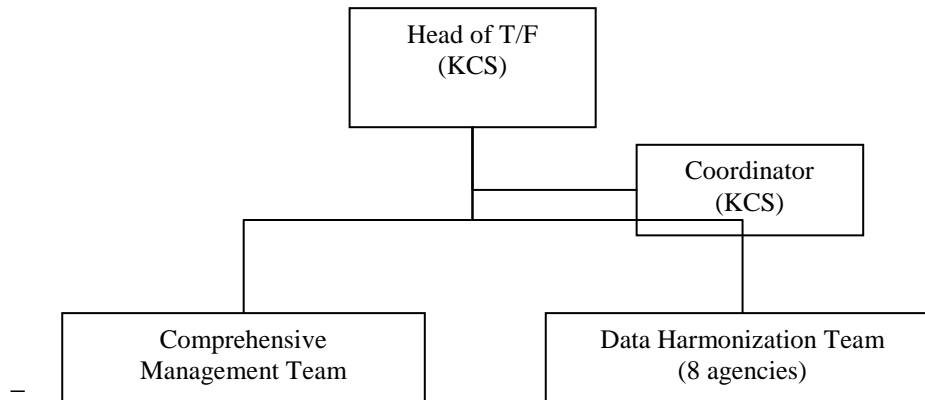 Head of T/F
(KCS)
Coordinator
(KCS)
Comprehensive
Management Team
Data Harmonization Team
(8 agencies)
–